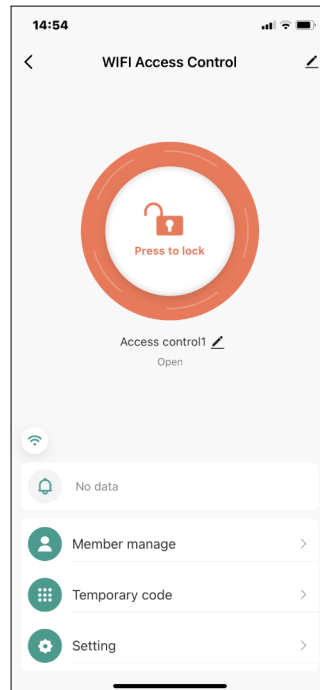 14:54
WIFI Access Control
Press to lock
Access control1
Open
No data
Member manage
Temporary code
Setting